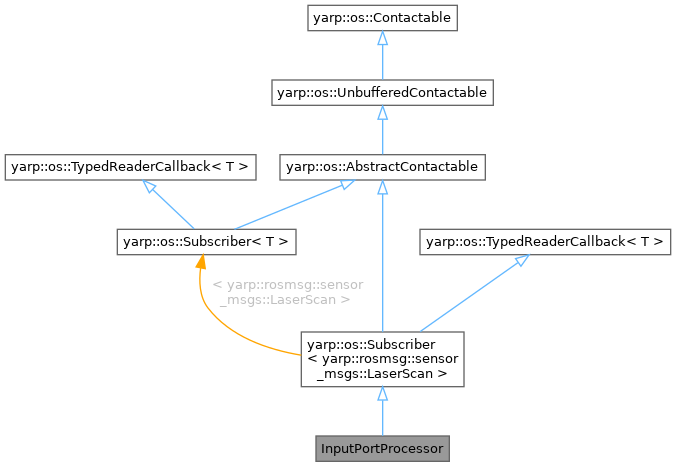 yarp::os::Contactable
yarp::os::UnbufferedContactable
yarp::os::TypedReaderCallback< T >
yarp::os::AbstractContactable
yarp::os::Subscriber< T >
yarp::os::TypedReaderCallback< T >
< yarp::rosmsg::sensor
_msgs::LaserScan >
yarp::os::Subscriber
< yarp::rosmsg::sensor
_msgs::LaserScan >
InputPortProcessor